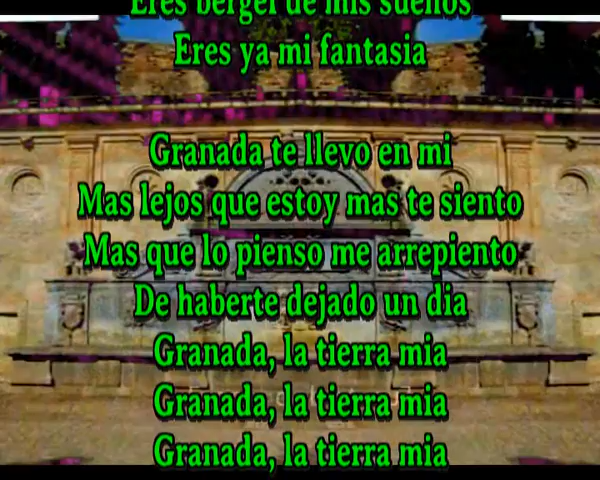 Eres bergel de mis sueños
Eres ya mi fantasia
Granada te llevo en mi
Mas lejos que estoy mas te siento
Mas que lo pienso me arrepiento
De haberte dejado un dia
Granada, la tierra mia
Granada, la tierra mia
Granada, la tierra mia